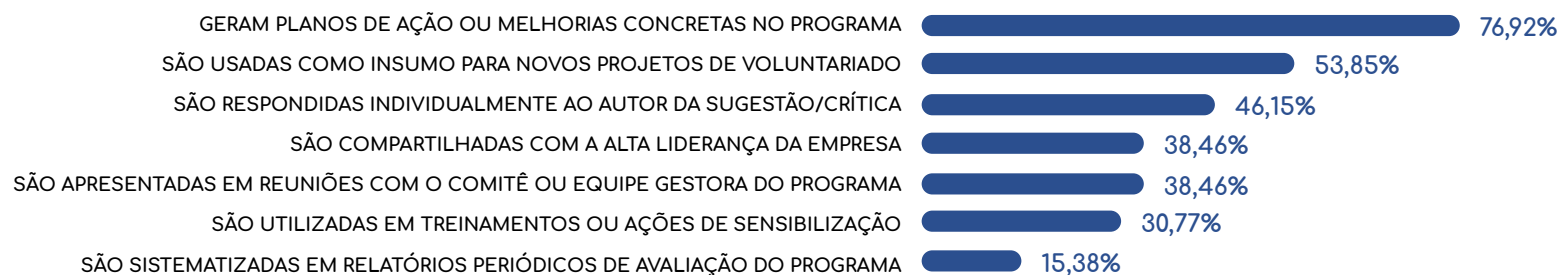 GERAM PLANOS DE AÇÃO OU MELHORIAS CONCRETAS NO PROGRAMA 76,92%
SÃO USADAS COMO INSUMO PARA NOVOS PROJETOS DE VOLUNTARIADO 53,85%
SÃO RESPONDIDAS INDIVIDUALMENTE AO AUTOR DA SUGESTÃO/CRÍTICA 46,15%
SÃO COMPARTILHADAS COM A ALTA LIDERANÇA DA EMPRESA 38,46%
SÃO APRESENTADAS EM REUNIÕES COM O COMITÊ OU EQUIPE GESTORA DO PROGRAMA 38,46%
SÃO UTILIZADAS EM TREINAMENTOS OU AÇÕES DE SENSIBILIZAÇÃO 30,77%
SÃO SISTEMATIZADAS EM RELATÓRIOS PERIÓDICOS DE AVALIAÇÃO DO PROGRAMA 15,38%